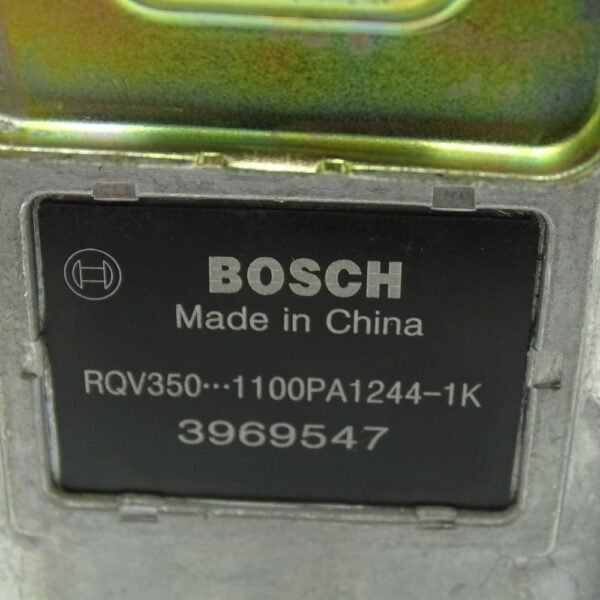 BOSCH
Made in China
RQV350···1100PA1244-1K
3969547